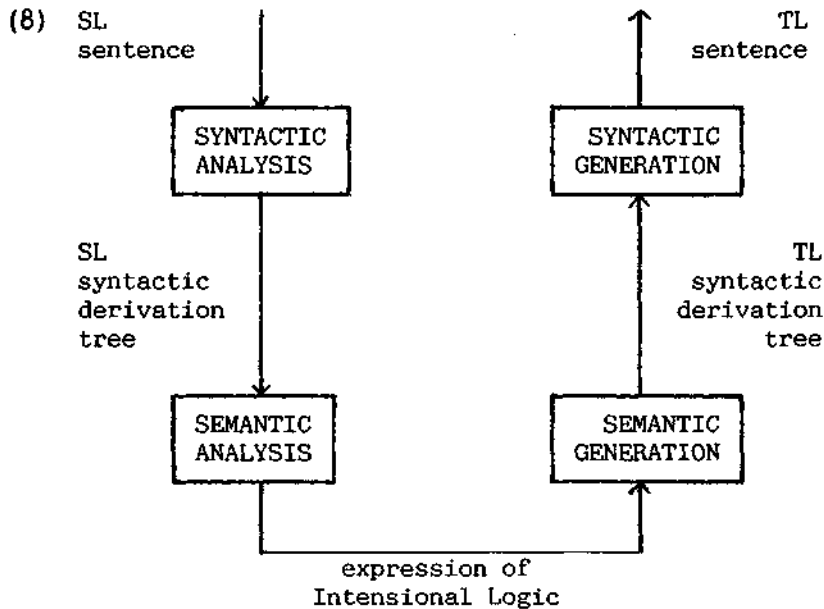 (8) SL
sentence
SYNTACTIC
ANALYSIS
SL
syntactic
derivation
tree
SEMANTIC
ANALYSIS
expression of
Intensional Logic
SEMANTIC
GENERATION
TL
syntactic
derivation
tree
SYNTACTIC
GENERATION
TL
sentence